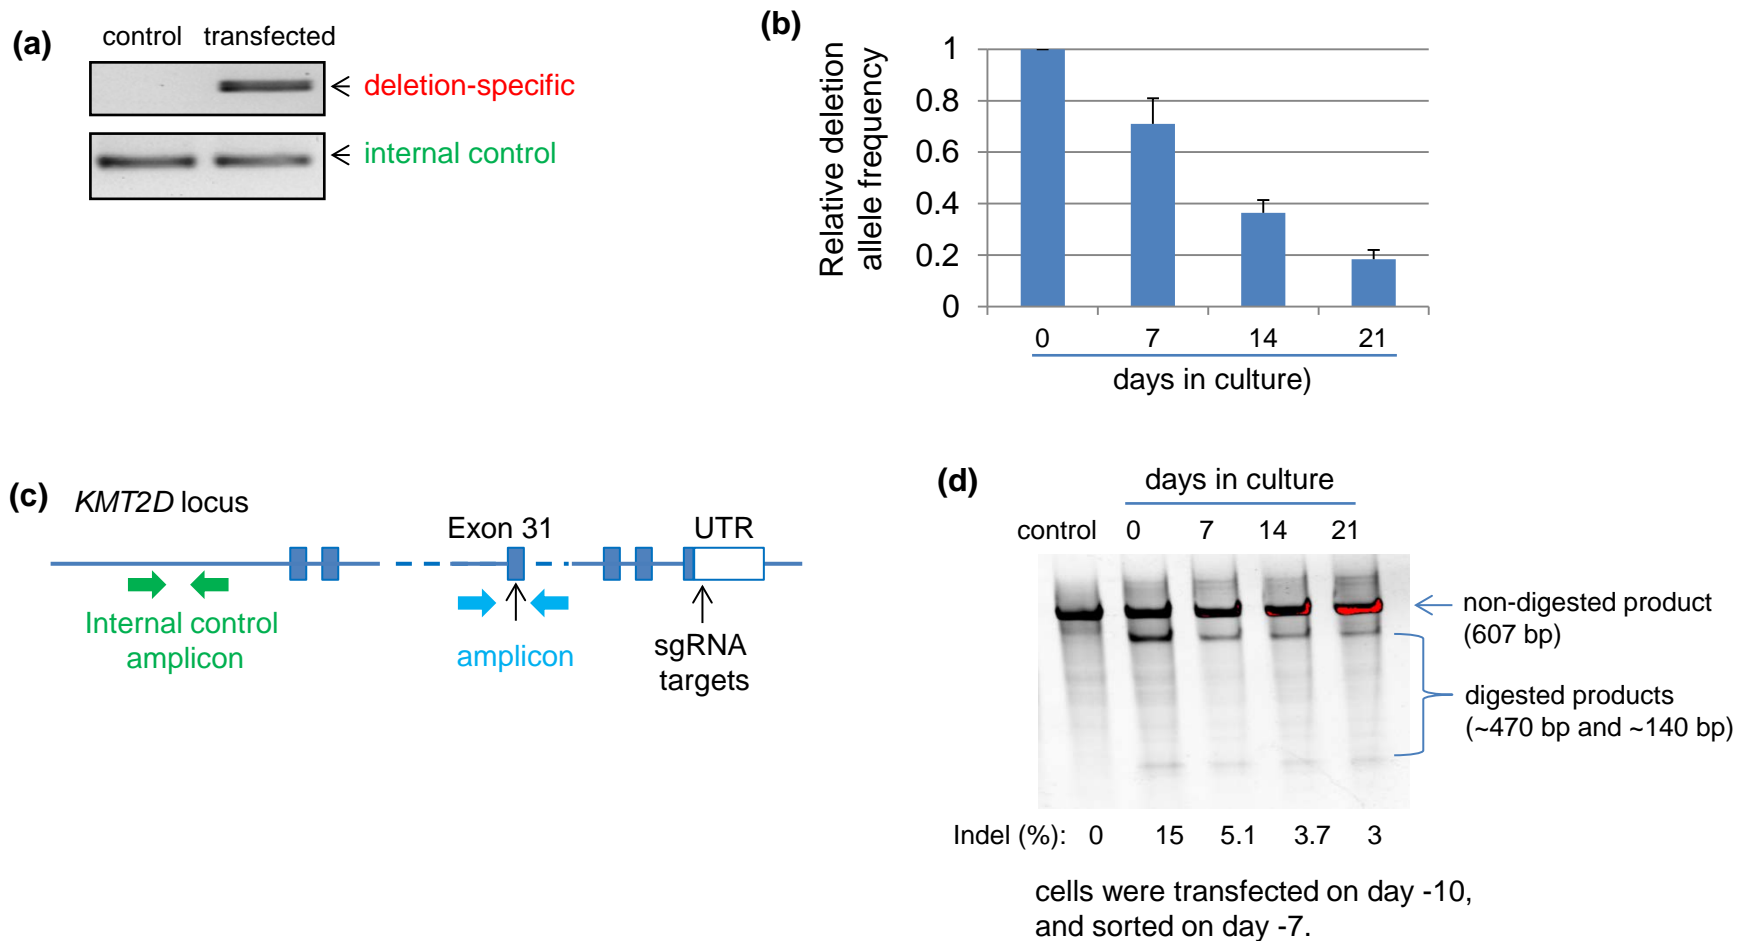 (a)
control transfected
deletion-specific
internal control
(b)
Relative deletion
allele frequency
1
0.8
0.6
0.4
0.2
0
0 7 14 21
days in culture)
(c) KMT2D locus
Exon 31 UTR
Internal control
amplicon
amplicon
sgRNA
targets
(d)
days in culture
control 0 7 14 21
non-digested product
(607 bp)
digested products
(~470 bp and ~140 bp)
Indel (%): 0 15 5.1 3.7 3
cells were transfected on day -10,
and sorted on day -7.